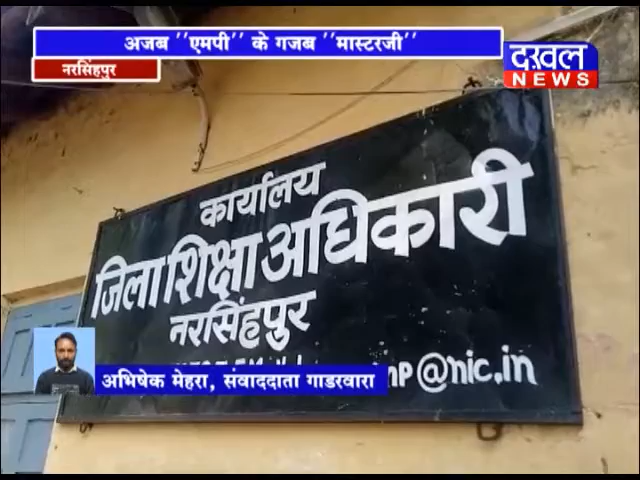 अजब "एमपी" के गजब "मास्टरजी"
नरसिंहपुर
दखल
NEWS
कार्यालय
जिला शिक्षा अधिकारी
नरसिंहपुर
@nic.in
अभिषेक मेहरा, संवाददाता गाडरवारा